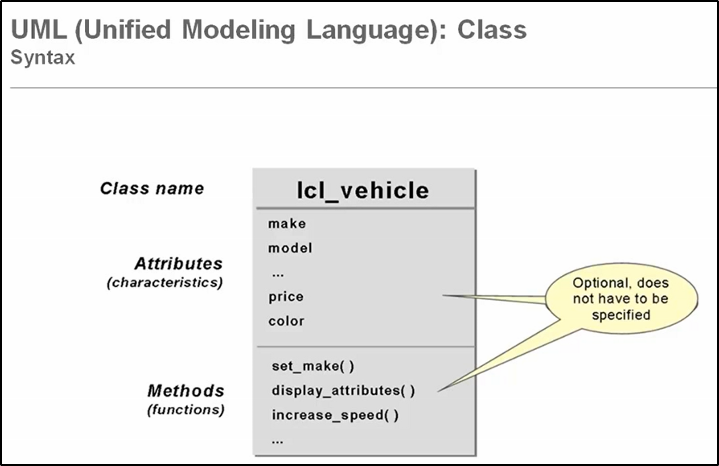 UML (Unified Modeling Language): Class
Syntax
Class name
lcl_vehicle
make
model
Attributes
(characteristics)
...
price
color
Optional, does
not have to be
specified
Methods
(functions)
set_make( )
display_attributes( )
increase_speed( )
...